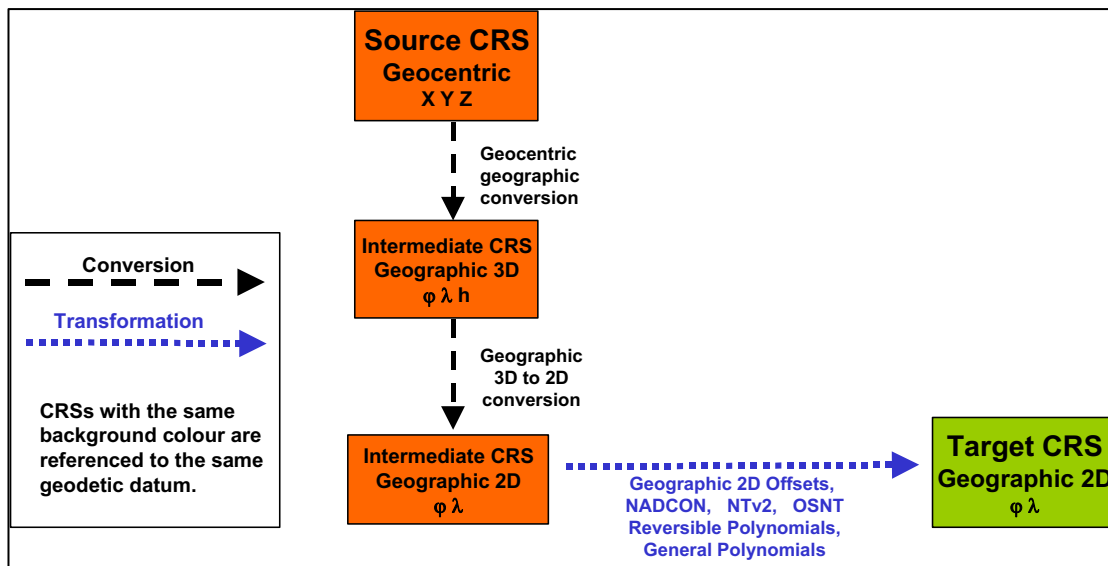 Source CRS
Geocentric
X Y Z
Geocentric
geographic
conversion
Intermediate CRS
Geographic 3D
φ λ h
Conversion
Transformation
CRSs with the same
background colour are
referenced to the same
geodetic datum.
Geographic
3D to 2D
conversion
Intermediate CRS
Geographic 2D
φ λ
Geographic 2D Offsets,
NADCON, NTv2, OSNT
Reversible Polynomials,
General Polynomials
Target CRS
Geographic 2D
φ λ